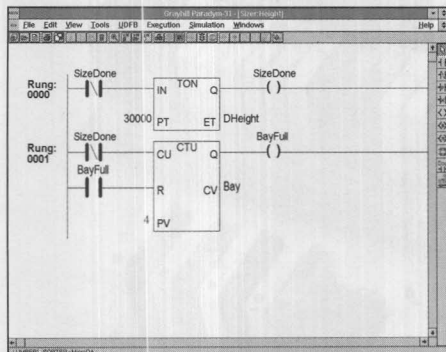 Grayhill Paradym-31 - [Sizer Height]
File Edit View Tools UDFB Execution Simulation Windows Help
SizeDone SizeDone
Rung: 0000
IN TON Q
30000 PT ET DHeight
SizeDone BayFull
Rung: 0001
CU CTU Q
BayFull
R CV Bay
4 PV